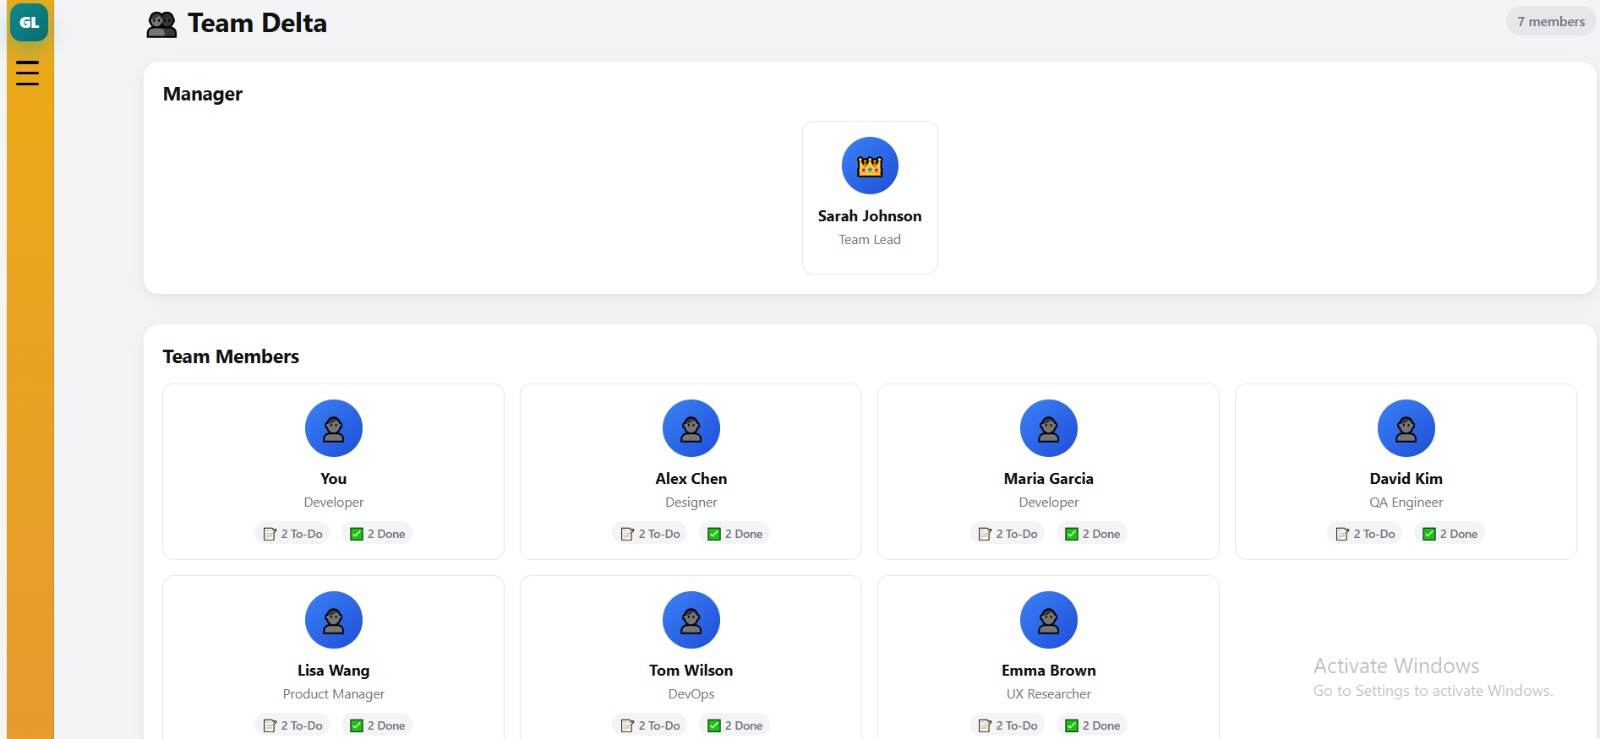 GL
Team Delta
7 members
Manager
Sarah Johnson
Team Lead
Team Members
You
Developer
2 To-Do 2 Done
Alex Chen
Designer
2 To-Do 2 Done
Maria Garcia
Developer
2 To-Do 2 Done
David Kim
QA Engineer
2 To-Do 2 Done
Lisa Wang
Product Manager
2 To-Do 2 Done
Tom Wilson
DevOps
2 To-Do 2 Done
Emma Brown
UX Researcher
2 To-Do 2 Done
Activate Windows
Go to Settings to activate Windows.